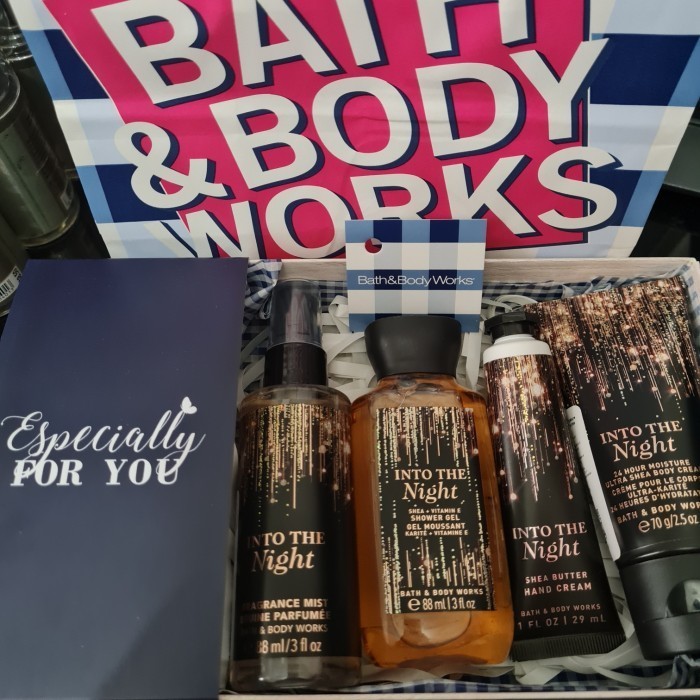 BATH
& BODY
WORKS
Bath&Body Works
Especially
FOR YOU
INTO THE
Night
FRAGRANCE MIST
BRUME PARFUMÉE
BATH & BODY WORKS
88 ml/3 fl oz
INTO THE
Night
SHEA + VITAMIN E
SHOWER GEL
GEL MOUSSANT
KARITÉ + VITAMINE E
BATH & BODY WORKS
e 88 ml | 3 fl oz
INTO THE
Night
SHEA BUTTER
HAND CREAM
BATH & BODY WORKS
1 FL OZ | 29 mL
INTO THE
Night
24 HOUR MOISTURE
ULTRA SHEA BODY CREAM
CRÈME POUR LE CORPS
ULTRA-KARITÉ
24 HEURES D'HYDRAT
BATH & BODY WOR
e 70 g/2.5 oz